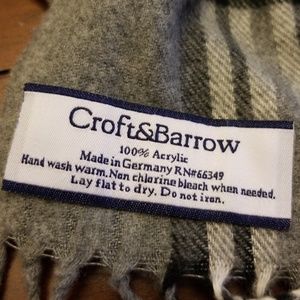 Croft&Barrow
100% Acrylic
Made in Germany RN#66349
Hand wash warm. Non chlorine bleach when needed.
Lay flat to dry. Do not iron.